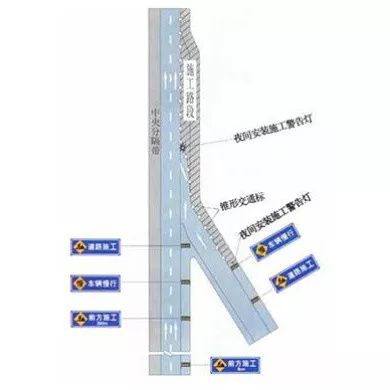 施工路段
中央分隔带
夜间安装施工警告灯
锥形交通标
夜间安装施工警告灯
道路施工
车辆慢行
车辆慢行
道路施工
前方施工
前方施工